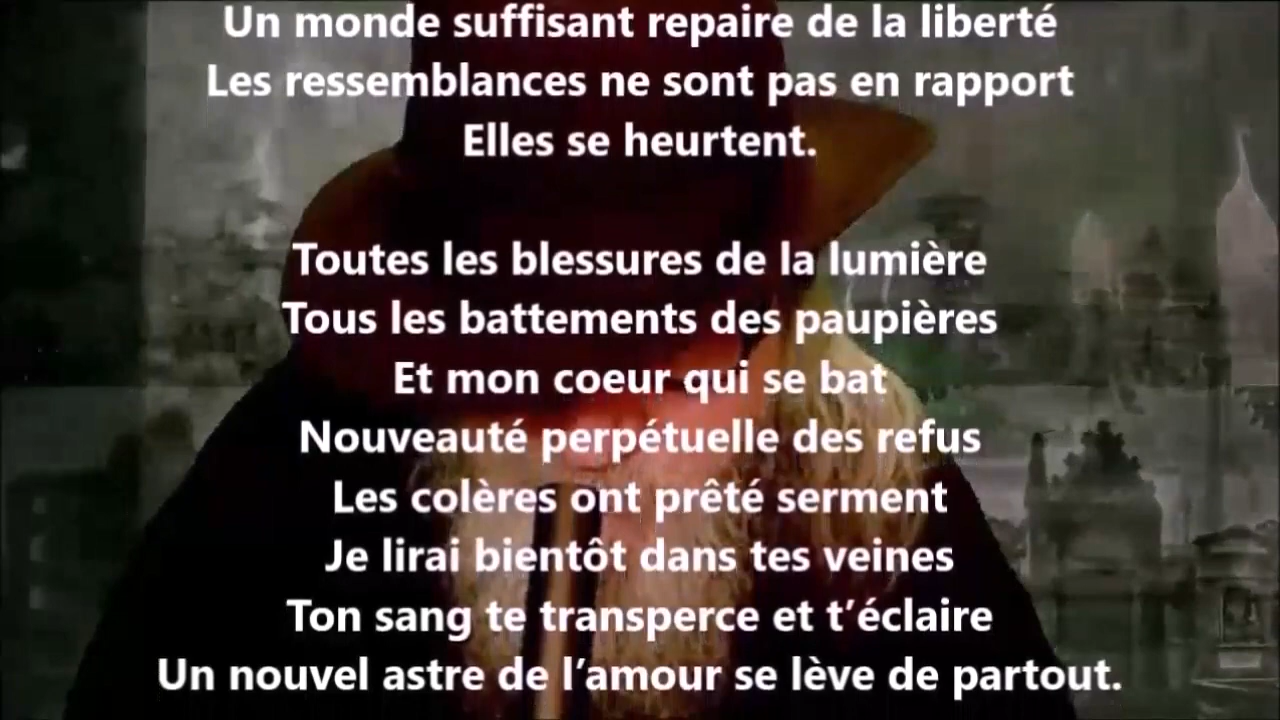 Un monde suffisant repaire de la liberté
Les ressemblances ne sont pas en rapport
Elles se heurtent.
Toutes les blessures de la lumière
Tous les battements des paupières
Et mon coeur qui se bat
Nouveauté perpétuelle des refus
Les colères ont prêté serment
Je lirai bientôt dans tes veines
Ton sang te transperce et t’éclaire
Un nouvel astre de l’amour se lève de partout.